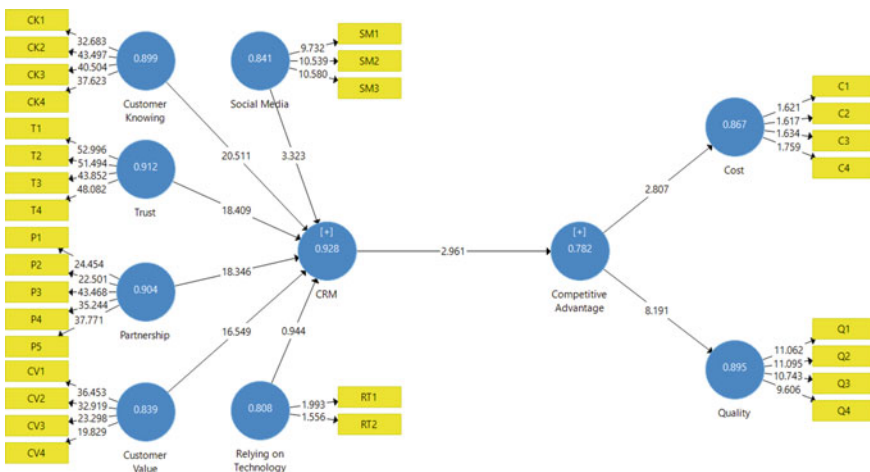 CK1
CK2
CK3
CK4
32.683
43.497
40.504
37.623
0.899
Customer
Knowing
T1
T2
T3
T4
52.996
51.494
43.852
48.082
0.912
Trust
P1
P2
P3
P4
P5
24.454
22.501
43.468
35.244
37.771
0.904
Partnership
CV1
CV2
CV3
CV4
36.453
32.919
23.298
19.829
0.839
Customer
Value
0.841
Social Media
9.732
10.539
10.580
SM1
SM2
SM3
20.511
3.323
18.409
18.346
16.549
0.944
[+]
0.928
CRM
0.808
Relying on
Technology
1.993
1.556
RT1
RT2
2.961
[+]
0.782
Competitive
Advantage
2.807
8.191
0.867
Cost
1.621
1.617
1.634
1.759
C1
C2
C3
C4
0.895
Quality
11.062
11.095
10.743
9.606
Q1
Q2
Q3
Q4